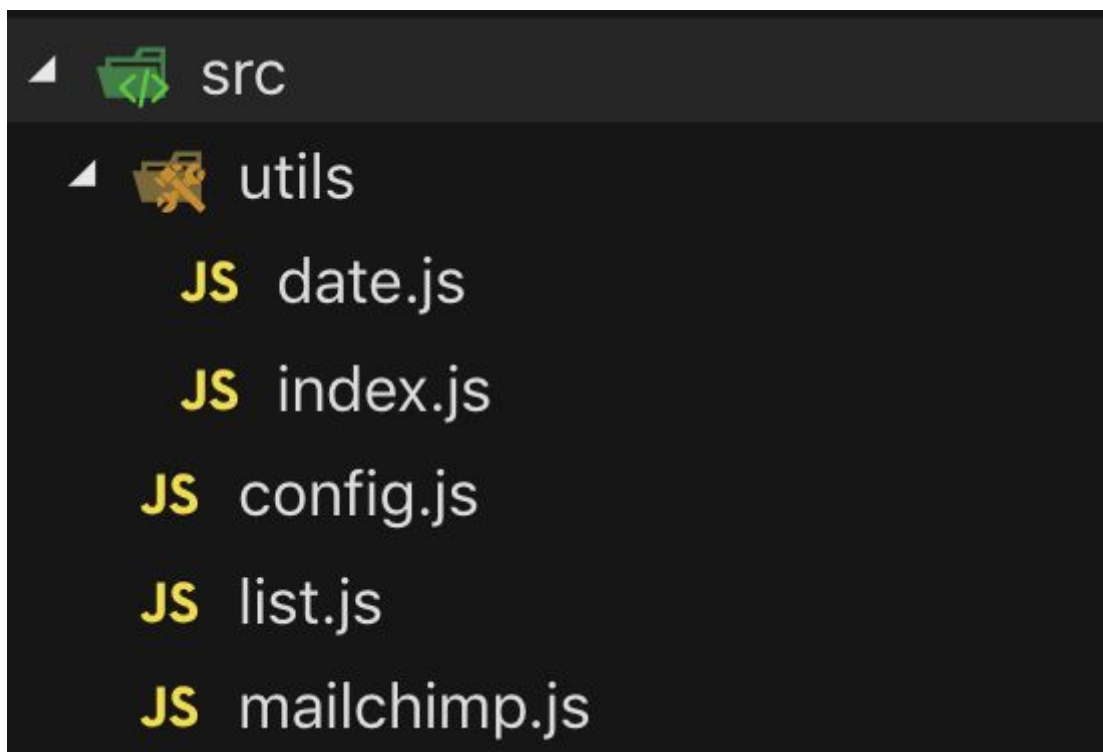 </> src
utils
JS date.js
JS index.js
JS config.js
JS list.js
JS mailchimp.js